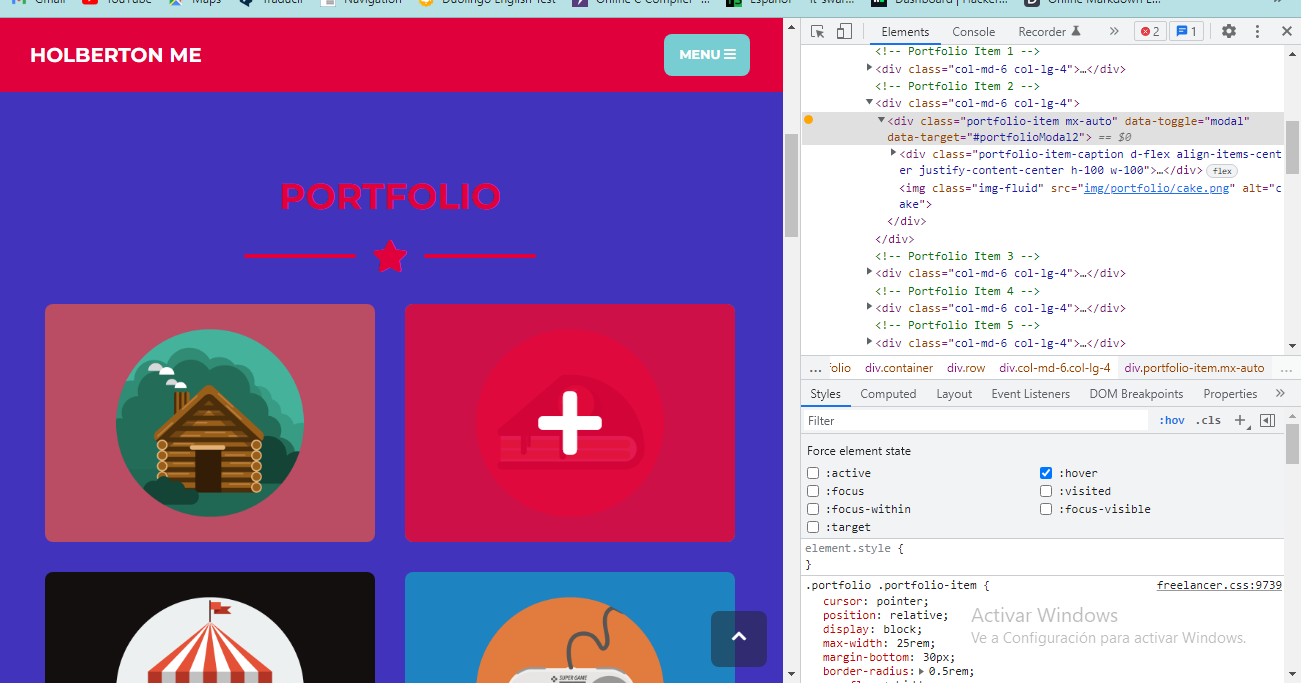 Gmail
YouTube
Maps
Traducir
Navigation
Duolingo English Test
Online C Compiler - ...
Español
it-swar...
Dashboard | Hacker...
Online Markdown E...
HOLBERTON ME
MENU
PORTFOLIO
SUPER GAME
Elements Console Recorder 2 1
<!-- Portfolio Item 1 -->
<div class="col-md-6 col-lg-4">…</div>
<!-- Portfolio Item 2 -->
<div class="col-md-6 col-lg-4">
<div class="portfolio-item mx-auto" data-toggle="modal"
data-target="#portfolioModal2"> == $0
<div class="portfolio-item-caption d-flex align-items-cent
er justify-content-center h-100 w-100">…</div> flex
<img class="img-fluid" src="img/portfolio/cake.png" alt="c
ake">
</div>
</div>
<!-- Portfolio Item 3 -->
<div class="col-md-6 col-lg-4">…</div>
<!-- Portfolio Item 4 -->
<div class="col-md-6 col-lg-4">…</div>
<!-- Portfolio Item 5 -->
<div class="col-md-6 col-lg-4">…</div>
... folio div.container div.row div.col-md-6.col-lg-4 div.portfolio-item.mx-auto ...
Styles Computed Layout Event Listeners DOM Breakpoints Properties
Filter :hov .cls
Force element state
:active :hover
:focus :visited
:focus-within :focus-visible
:target
element.style {
}
.portfolio .portfolio-item { freelancer.css:9739
cursor: pointer;
position: relative;
display: block;
max-width: 25rem;
margin-bottom: 30px;
border-radius: 0.5rem;
Activar Windows
Ve a Configuración para activar Windows.